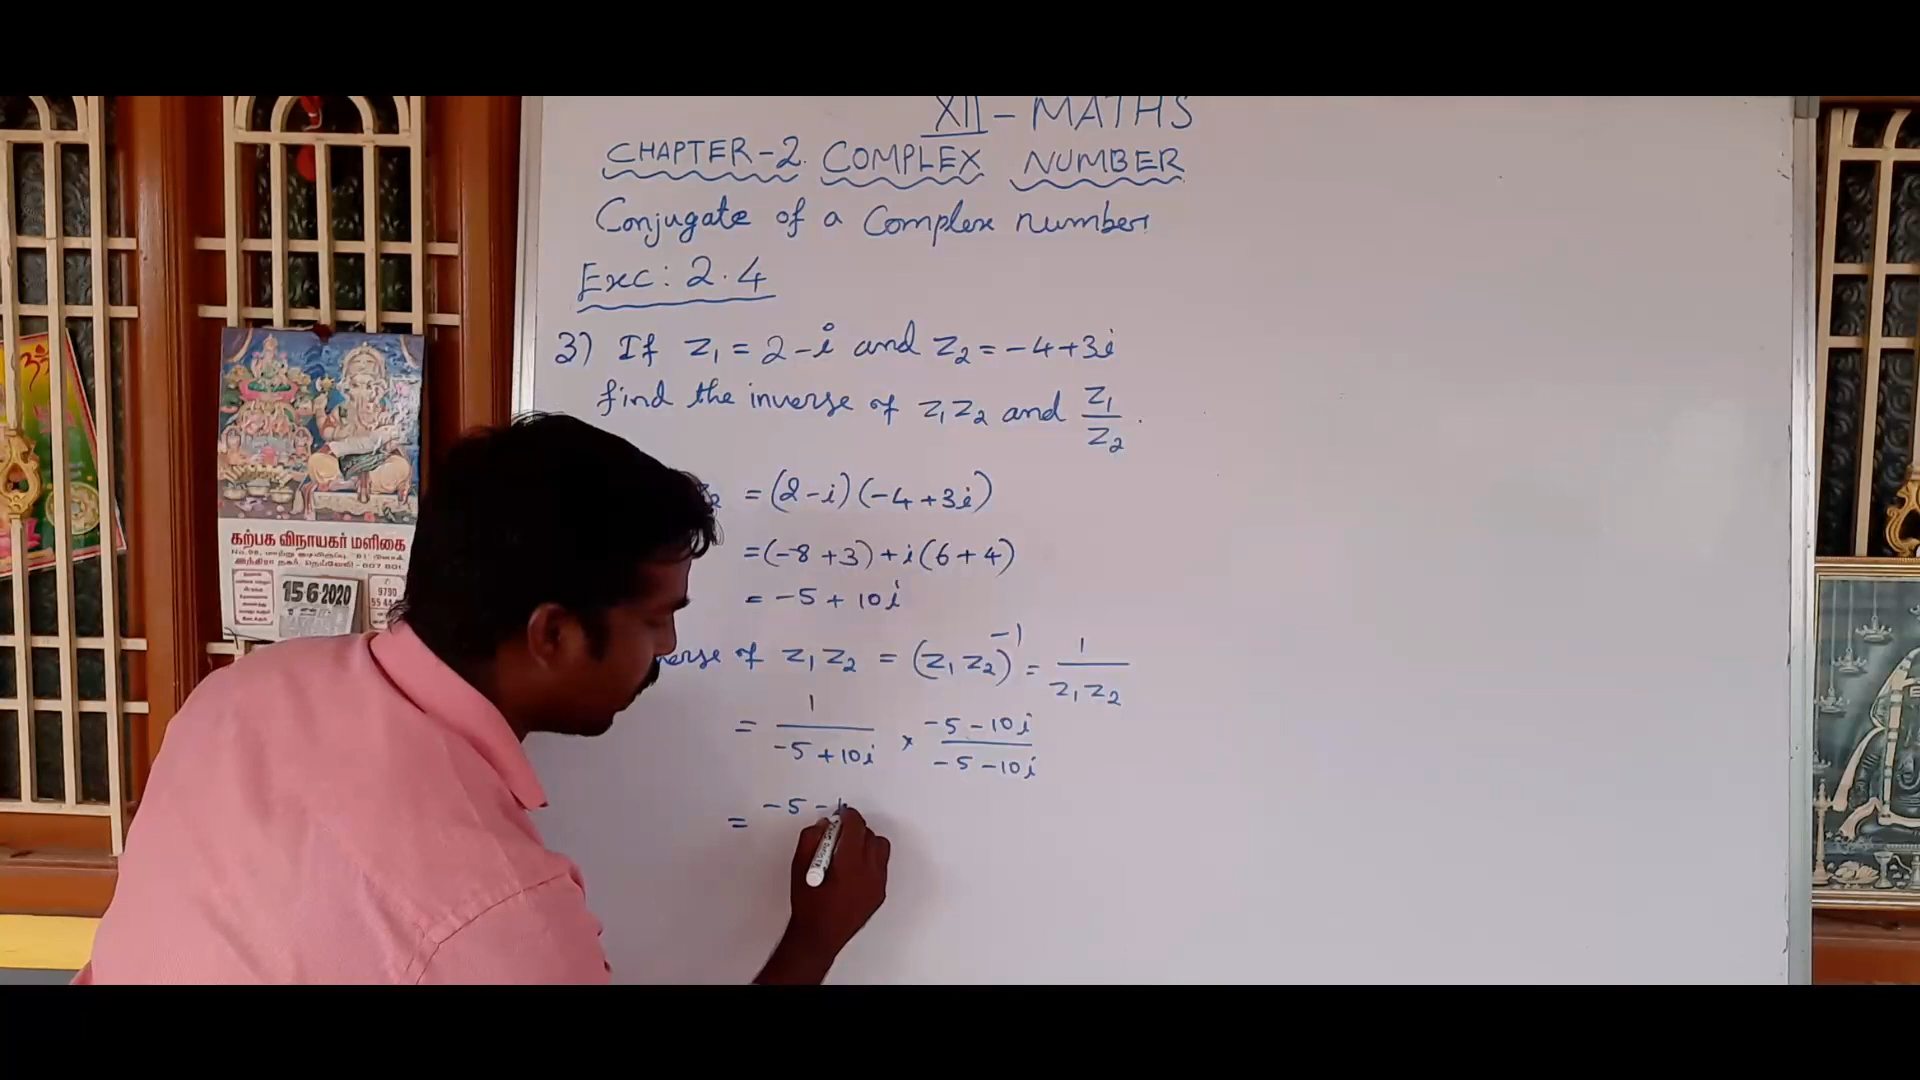 XII - MATHS
CHAPTER-2. COMPLEX NUMBER
Conjugate of a Complex number
Exc: 2.4
3) If z₁ = 2-i and z₂ = -4+3i
find the inverse of z₁z₂ and z₁/z₂.
= (2-i)(-4+3i)
= (-8+3)+i(6+4)
= -5+10i
of z₁z₂ = (z₁z₂)⁻¹ = 1/z₁z₂
= 1/-5+10i × -5-10i/-5-10i
= -5-
கற்பக விநாயகர் மளிகை
15 6 2020
9790